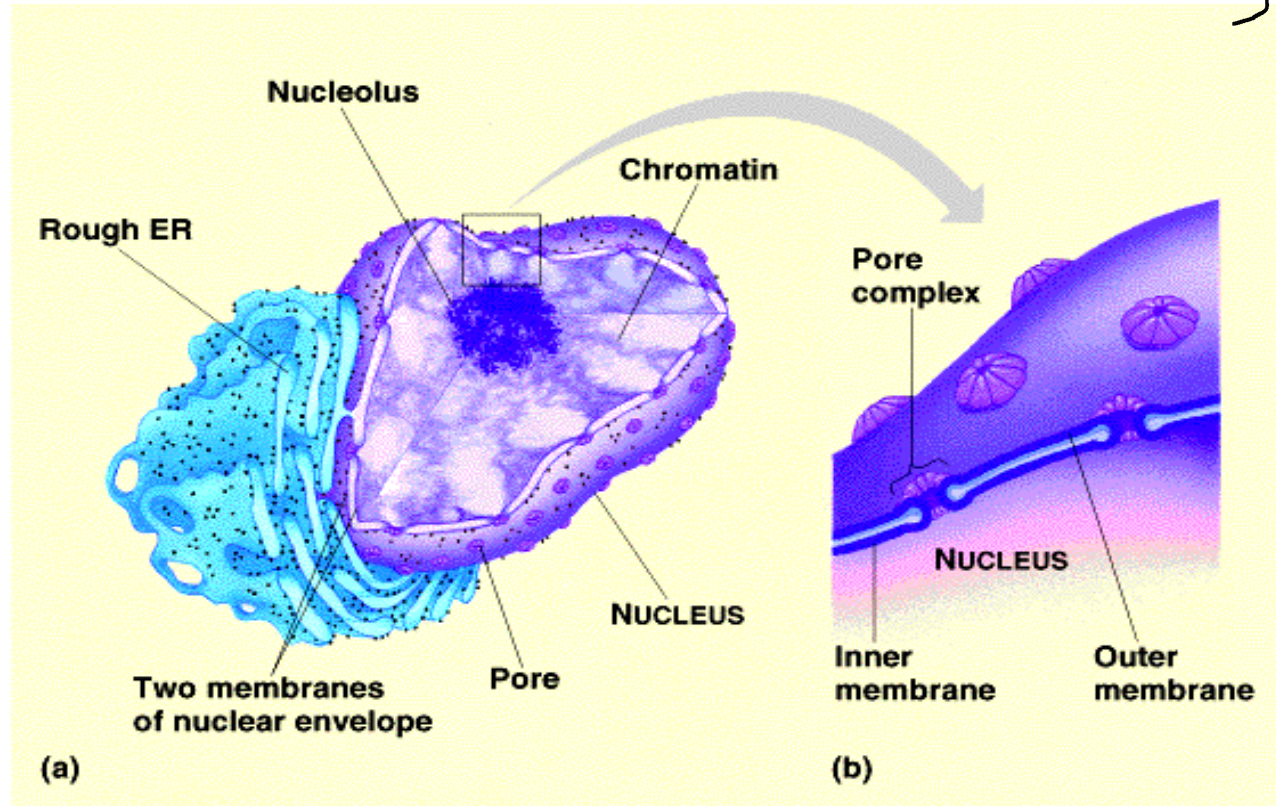 Nucleolus
Chromatin
Rough ER
Pore
complex
NUCLEUS
NUCLEUS
Inner
membrane
Outer
membrane
Pore
Two membranes
of nuclear envelope
(a)
(b)